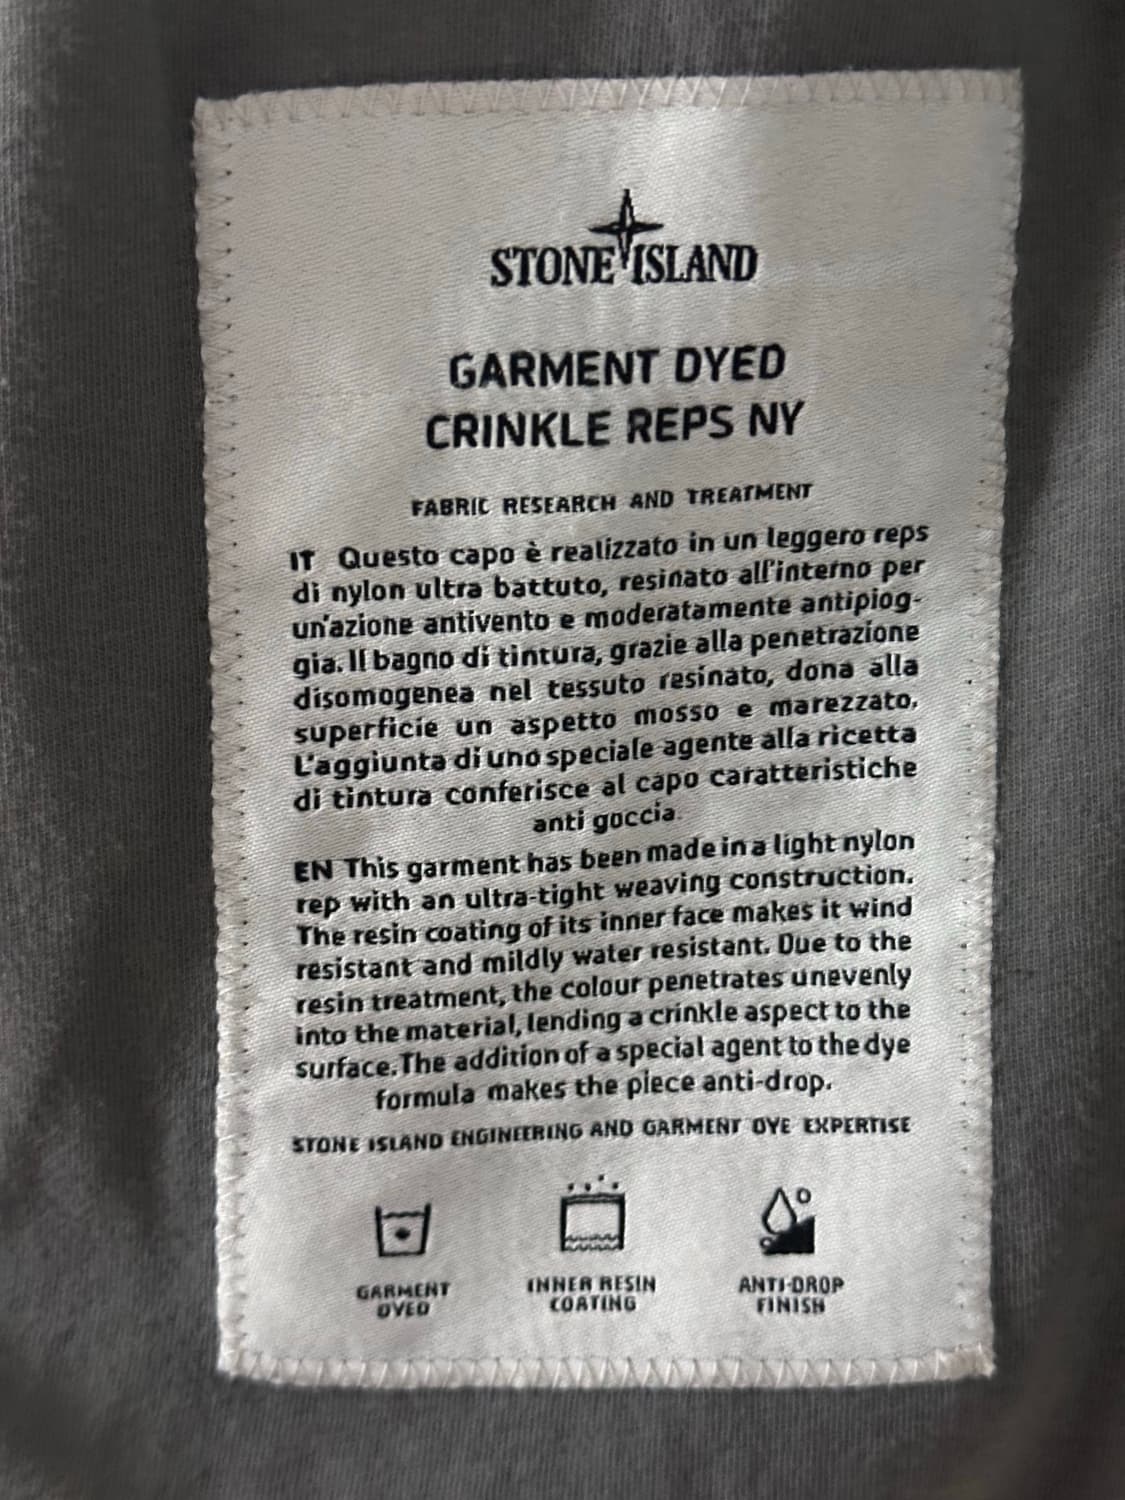 STONE ISLAND
GARMENT DYED
CRINKLE REPS NY
FABRIC RESEARCH AND TREATMENT
IT Questo capo è realizzato in un leggero reps
di nylon ultra battuto, resinato all'interno per
un'azione antivento e moderatamente antipiog-
gia. Il bagno di tintura, grazie alla penetrazione
disomogenea nel tessuto resinato, dona alla
superficie un aspetto mosso e marezzato.
L'aggiunta di uno speciale agente alla ricetta
di tintura conferisce al capo caratteristiche
anti goccia.
EN This garment has been made in a light nylon
rep with an ultra-tight weaving construction.
The resin coating of its inner face makes it wind
resistant and mildly water resistant. Due to the
resin treatment, the colour penetrates unevenly
into the material, lending a crinkle aspect to the
surface. The addition of a special agent to the dye
formula makes the piece anti-drop.
STONE ISLAND ENGINEERING AND GARMENT DYE EXPERTISE
GARMENT DYED
INNER RESIN COATING
ANTI-DROP FINISH